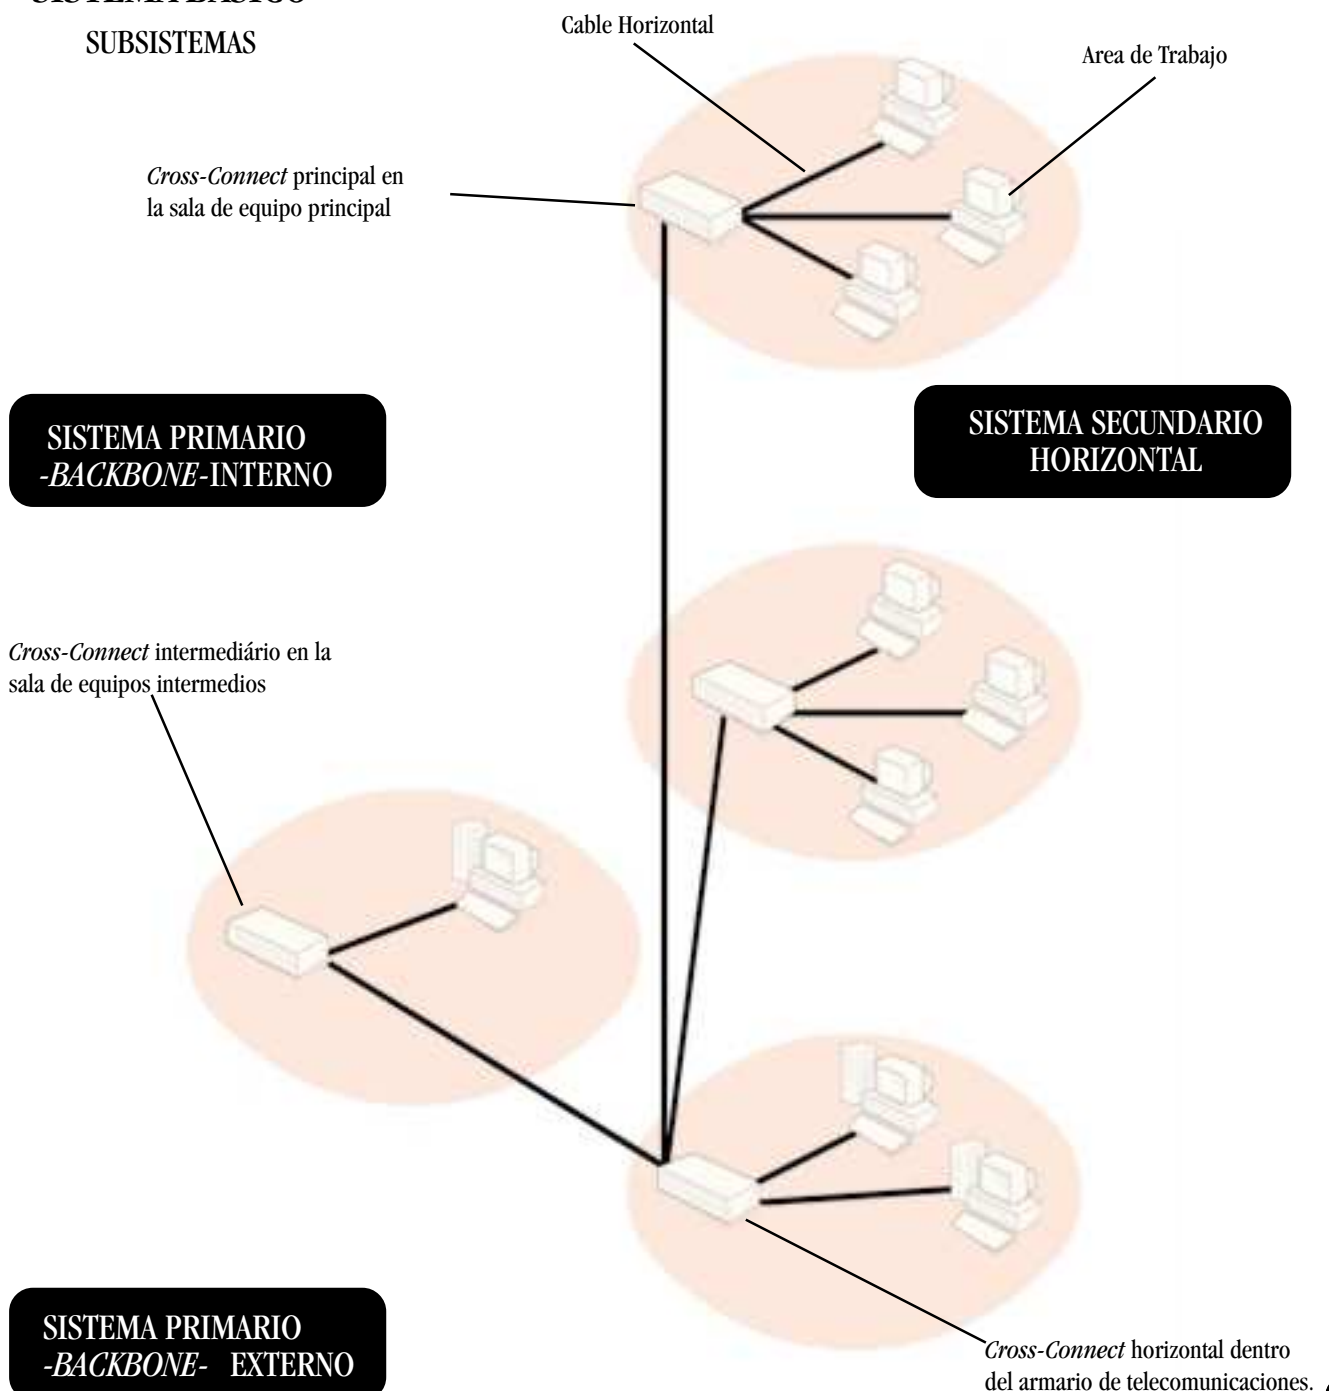 SISTEMA BASICO
SUBSISTEMAS
Cable Horizontal
Area de Trabajo
Cross-Connect principal en
la sala de equipo principal
SISTEMA PRIMARIO
-BACKBONE-INTERNO
SISTEMA SECUNDARIO
HORIZONTAL
Cross-Connect intermediário en la
sala de equipos intermedios
SISTEMA PRIMARIO
-BACKBONE- EXTERNO
Cross-Connect horizontal dentro
del armario de telecomunicaciones.